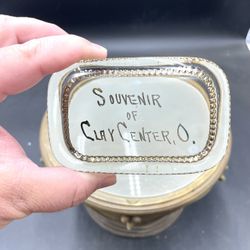 SOUVENIR
OF
CLAY CENTER, O.